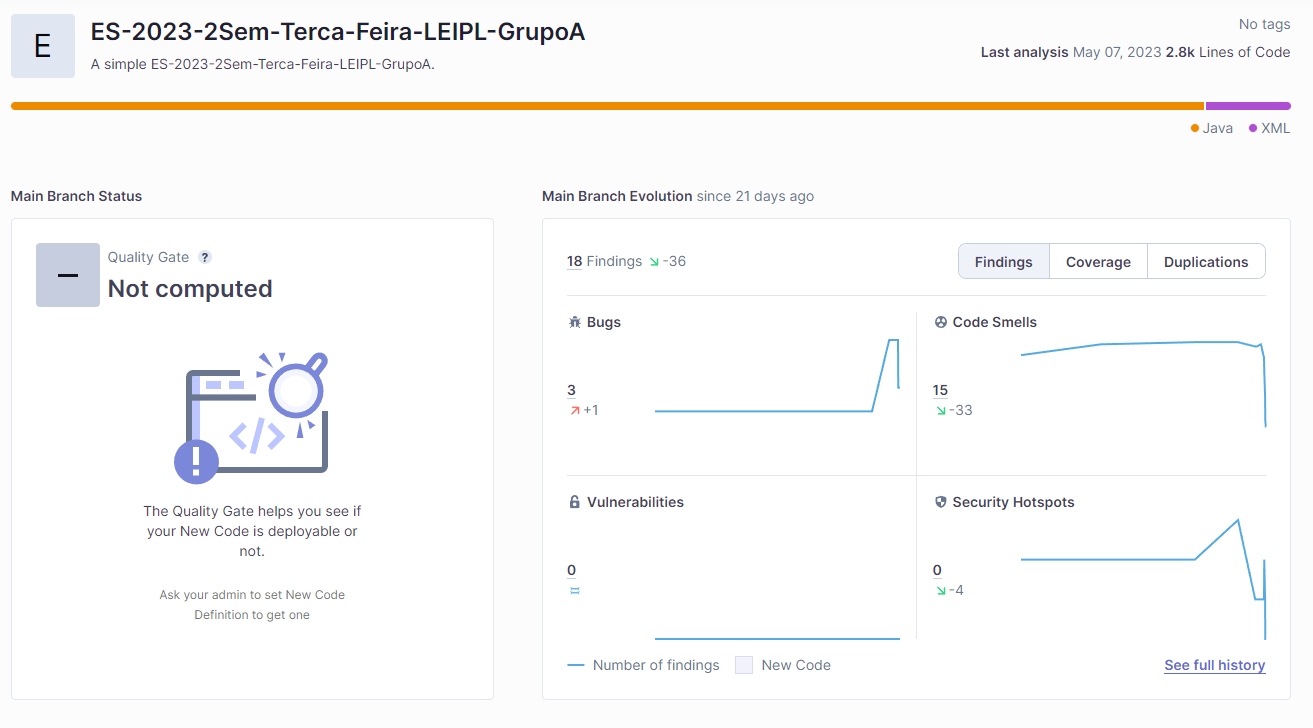 E
ES-2023-2Sem-Terca-Feira-LEIPL-GrupoA
A simple ES-2023-2Sem-Terca-Feira-LEIPL-GrupoA.
No tags
Last analysis May 07, 2023 2.8k Lines of Code
Java XML
Main Branch Status
Quality Gate ?
Not computed
The Quality Gate helps you see if
your New Code is deployable or
not.
Ask your admin to set New Code
Definition to get one
Main Branch Evolution since 21 days ago
18 Findings -36
Findings Coverage Duplications
Bugs
3
+1
Code Smells
15
-33
Vulnerabilities
0
Security Hotspots
0
-4
Number of findings New Code
See full history